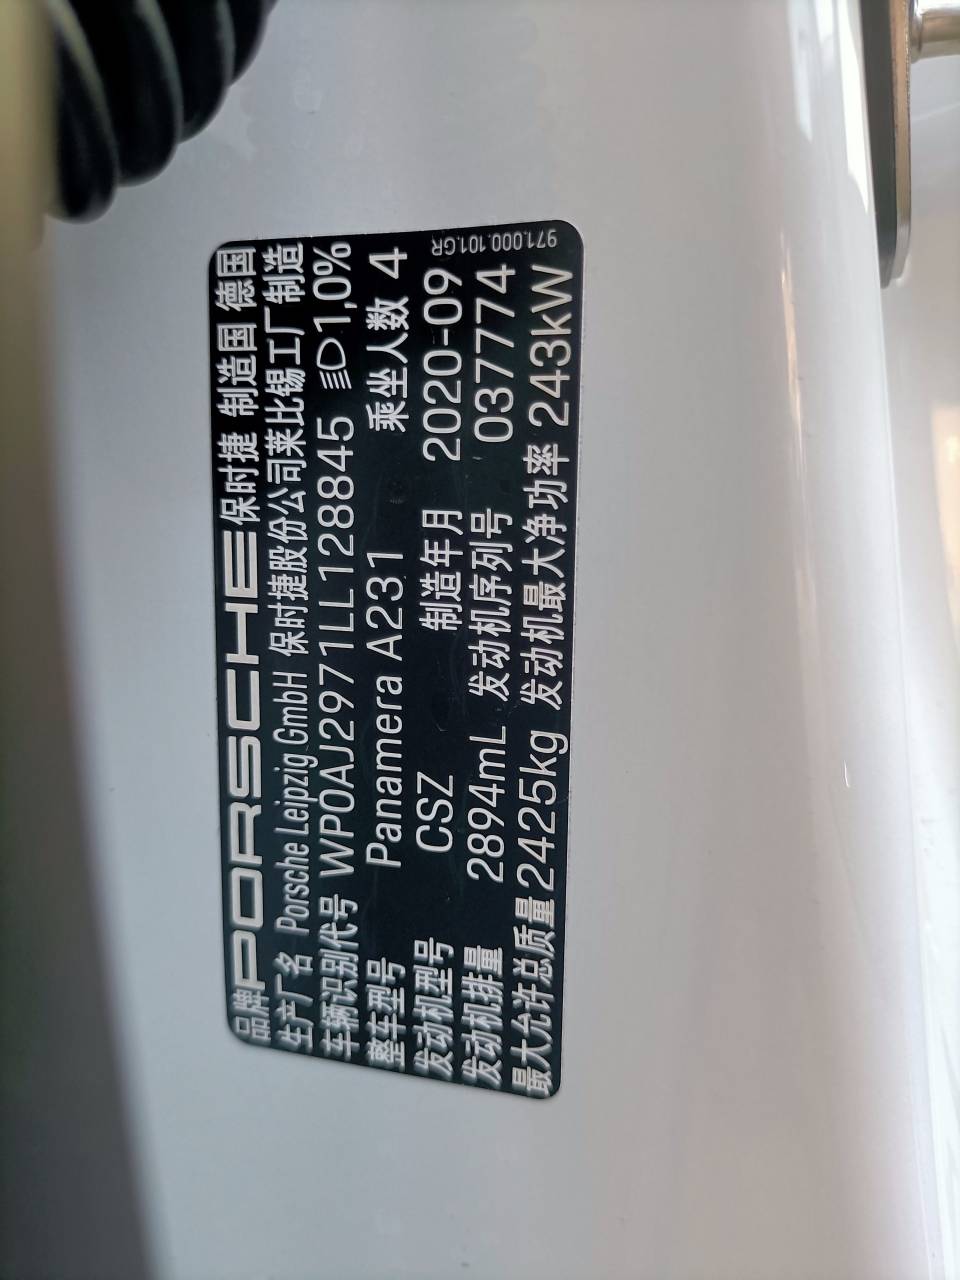 品牌 PORSCHE 保时捷 制造国 德国
生产厂名 Porsche Leipzig GmbH 保时捷股份公司莱比锡工厂制造
车辆识别代号 WP0AJ2971LL128845 1,0%
整车型号 Panamera A231 乘坐人数 4
发动机型号 CSZ 制造年月 2020-09
发动机排量 2894mL 发动机序列号 037774
最大允许总质量 2425kg 发动机最大净功率 243kW
971.000.101.GR